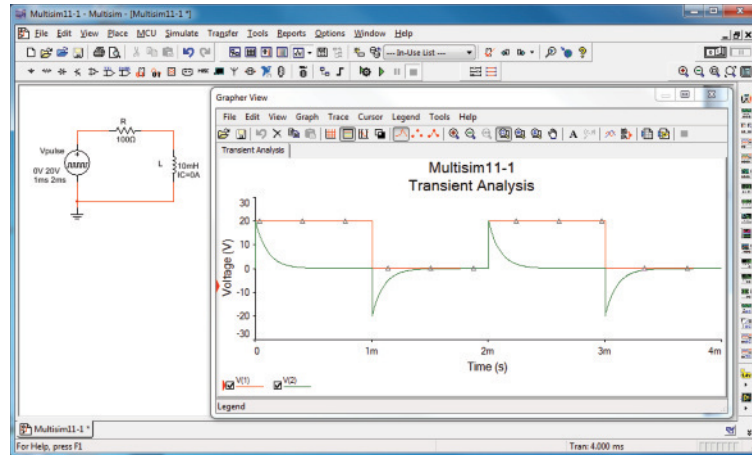 Multisim11-1 - Multisim - [Multisim11-1 *]
File Edit View Place MCU Simulate Transfer Tools Reports Options Window Help
--- In-Use List ---
Grapher View
File Edit View Graph Trace Cursor Legend Tools Help
Transient Analysis
R
100Ω
Vpulse
0V 20V
1ms 2ms
L
10mH
IC=0A
Multisim11-1
Transient Analysis
Voltage (V)
30
20
10
0
-10
-20
-30
0 1m 2m 3m 4m
Time (s)
V(1) V(2)
Legend
Multisim11-1 *
For Help, press F1
Tran: 4.000 ms